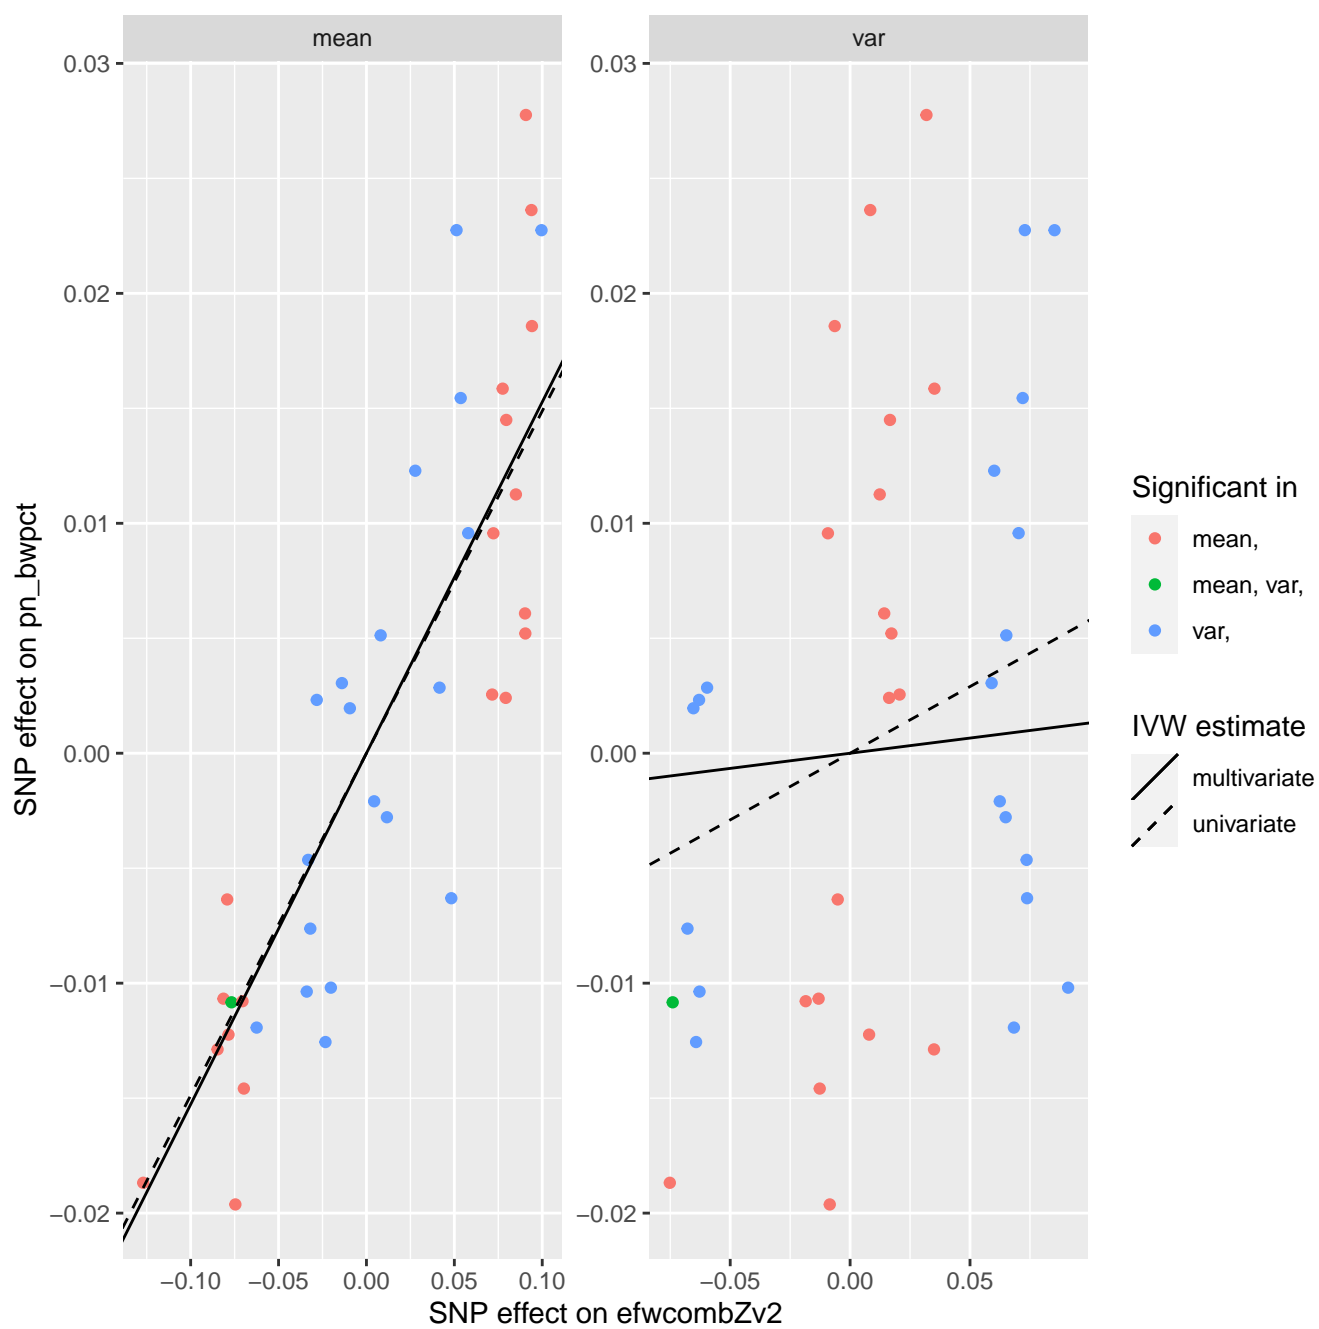 mean
var
0.03
0.02
0.01
0.00
−0.01
−0.02
0.03
0.02
0.01
0.00
−0.01
−0.02
−0.10
−0.05
0.00
0.05
0.10
−0.05
0.00
0.05
SNP effect on efwcombZv2
SNP effect on pn_bwpct
Significant in
mean,
mean, var,
var,
IVW estimate
multivariate
univariate